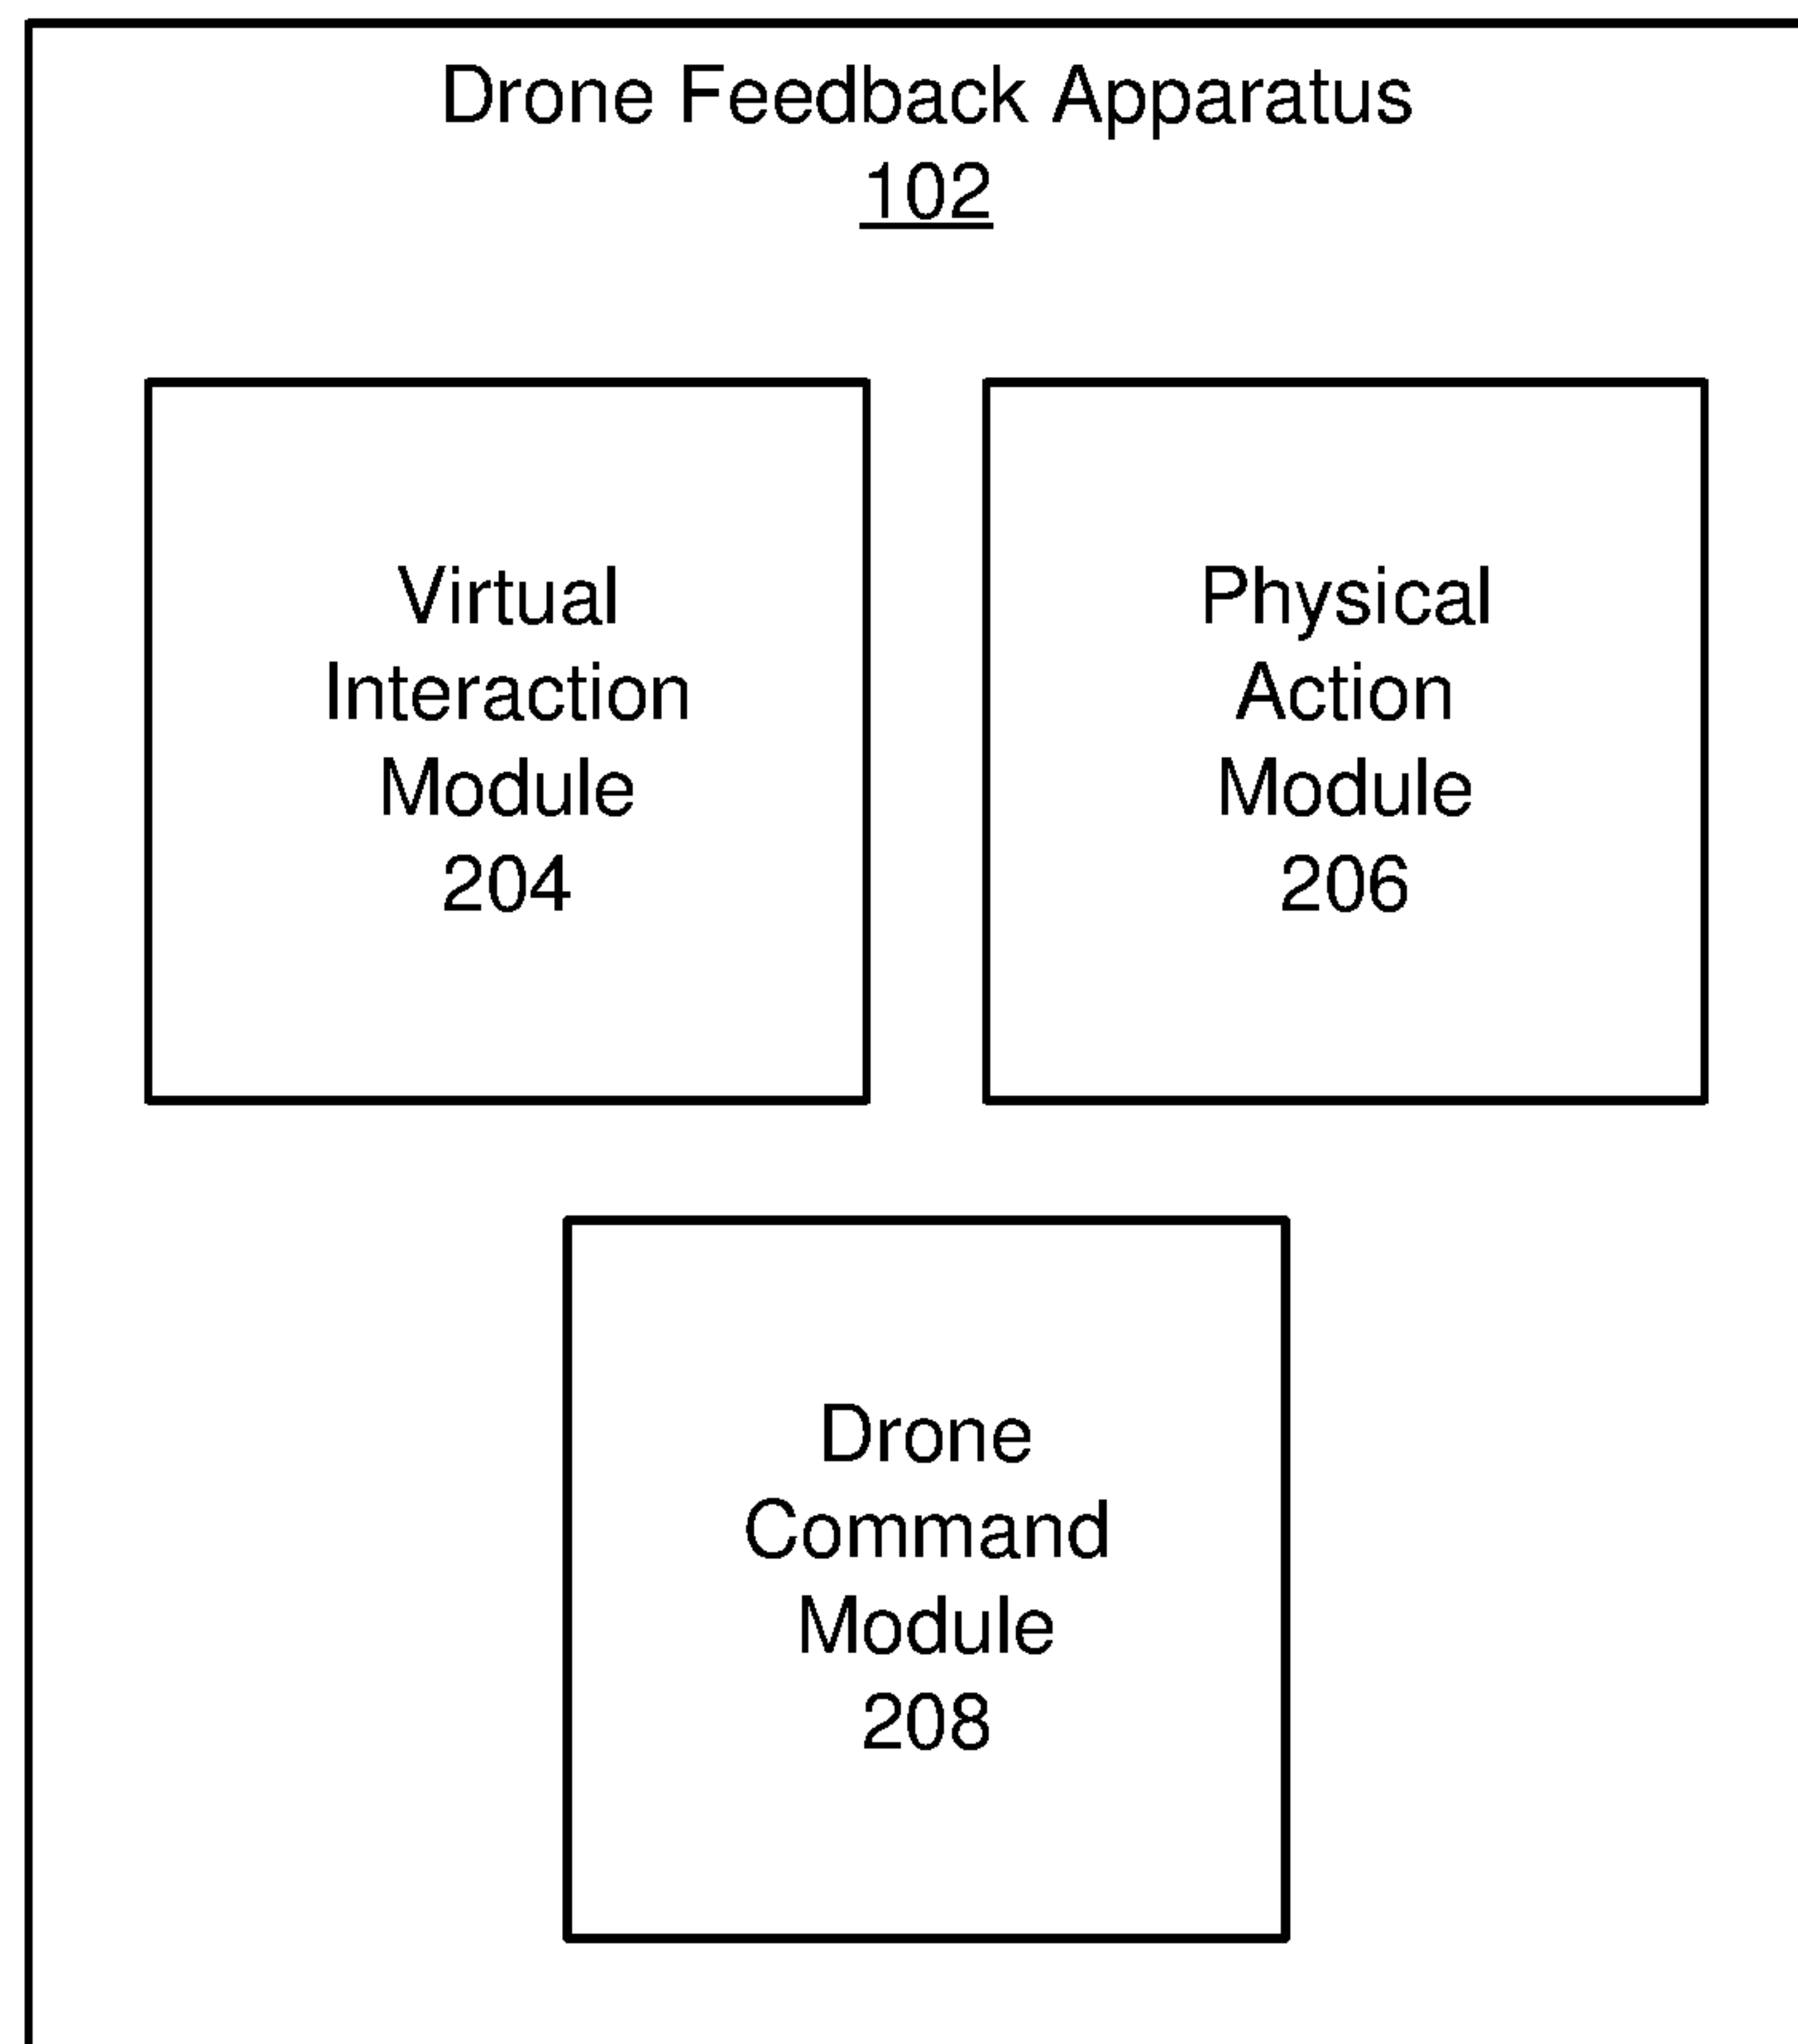 Drone Feedback Apparatus
102
Virtual
Interaction
Module
204
Physical
Action
Module
206
Drone
Command
Module
208